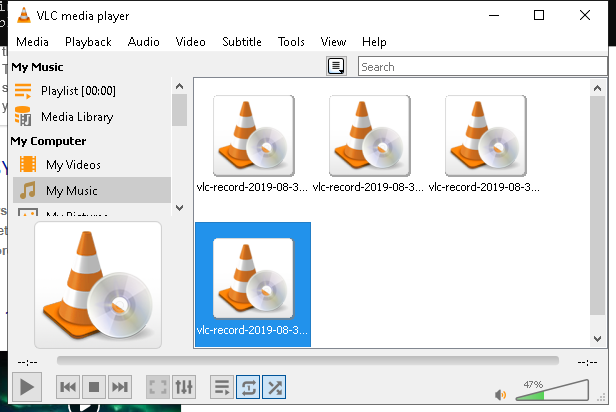 VLC media player
Media Playback Audio Video Subtitle Tools View Help
My Music
Search
Playlist [00:00]
Media Library
My Computer
My Videos
My Music
My Pictures
vlc-record-2019-08-3... vlc-record-2019-08-3... vlc-record-2019-08-3...
vlc-record-2019-08-3...
--:-- --:--
47%